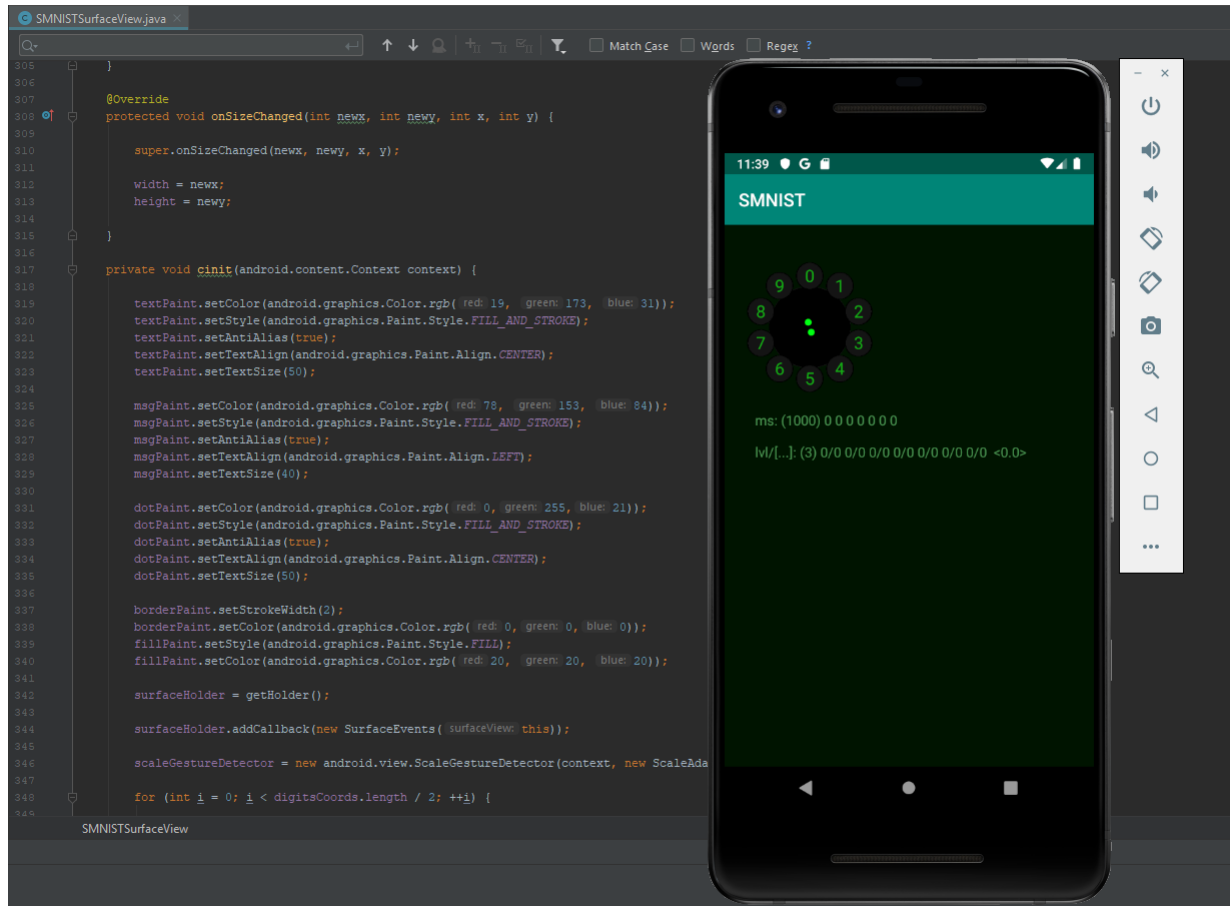 SMNISTSurfaceView.java
Match Case Words Regex ?
305 }
306
307 @Override
308 protected void onSizeChanged(int newx, int newy, int x, int y) {
309
310 super.onSizeChanged(newx, newy, x, y);
311
312 width = newx;
313 height = newy;
314
315 }
316
317 private void cinit(android.content.Context context) {
318
319 textPaint.setColor(android.graphics.Color.rgb( red: 19, green: 173, blue: 31));
320 textPaint.setStyle(android.graphics.Paint.Style.FILL_AND_STROKE);
321 textPaint.setAntiAlias(true);
322 textPaint.setTextAlign(android.graphics.Paint.Align.CENTER);
323 textPaint.setTextSize(50);
324
325 msgPaint.setColor(android.graphics.Color.rgb( red: 78, green: 153, blue: 84));
326 msgPaint.setStyle(android.graphics.Paint.Style.FILL_AND_STROKE);
327 msgPaint.setAntiAlias(true);
328 msgPaint.setTextAlign(android.graphics.Paint.Align.LEFT);
329 msgPaint.setTextSize(40);
330
331 dotPaint.setColor(android.graphics.Color.rgb( red: 0, green: 255, blue: 21));
332 dotPaint.setStyle(android.graphics.Paint.Style.FILL_AND_STROKE);
333 dotPaint.setAntiAlias(true);
334 dotPaint.setTextAlign(android.graphics.Paint.Align.CENTER);
335 dotPaint.setTextSize(50);
336
337 borderPaint.setStrokeWidth(2);
338 borderPaint.setColor(android.graphics.Color.rgb( red: 0, green: 0, blue: 0));
339 fillPaint.setStyle(android.graphics.Paint.Style.FILL);
340 fillPaint.setColor(android.graphics.Color.rgb( red: 20, green: 20, blue: 20));
341
342 surfaceHolder = getHolder();
343
344 surfaceHolder.addCallback(new SurfaceEvents( surfaceView: this));
345
346 scaleGestureDetector = new android.view.ScaleGestureDetector(context, new ScaleAda
347
348 for (int i = 0; i < digitsCoords.length / 2; ++i) {
349
SMNISTSurfaceView
11:39 G
SMNIST
0
9 1
8 2
7 3
6 4
5
ms: (1000) 0 0 0 0 0 0 0
lvl/[...]: (3) 0/0 0/0 0/0 0/0 0/0 0/0 0/0 <0.0>